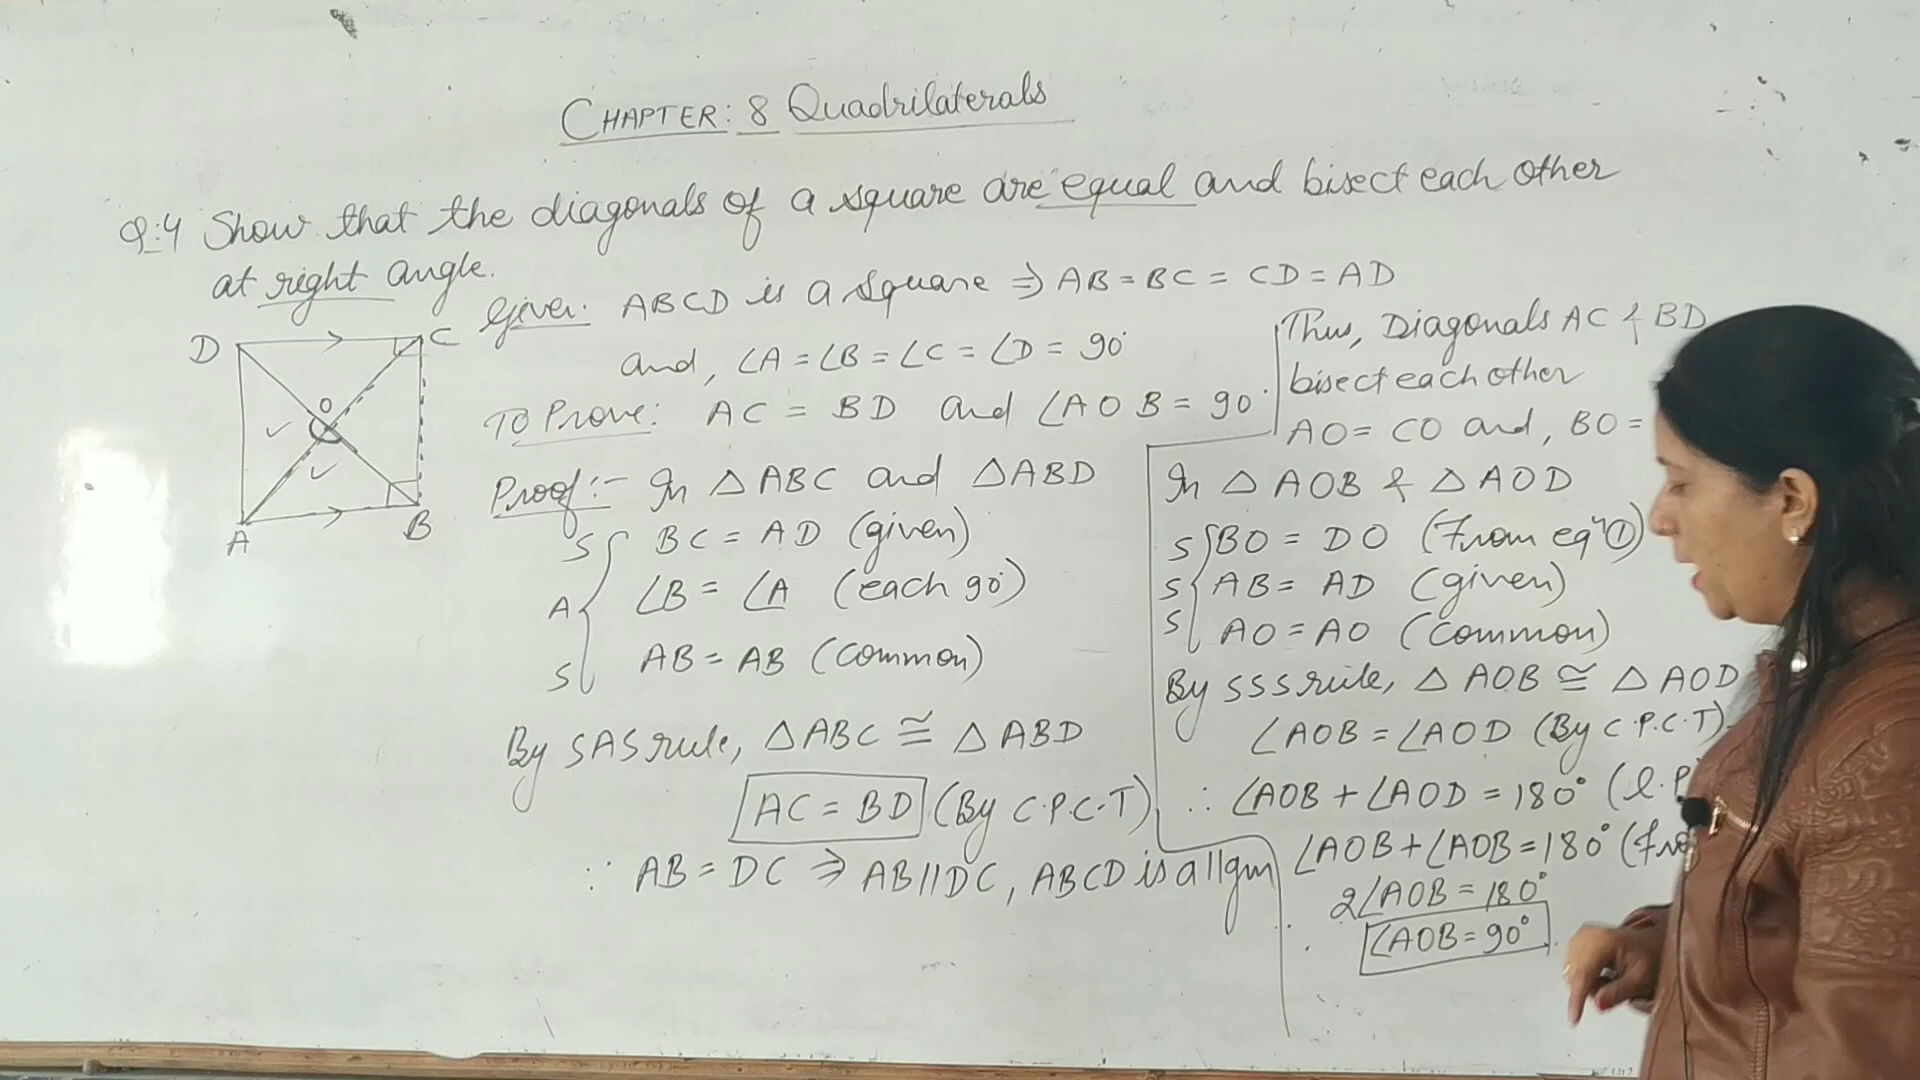 CHAPTER: 8 Quadrilaterals
Q:4 Show that the diagonals of a square are equal and bisect each other
at right angle.
Given: ABCD is a square ⇒ AB = BC = CD = AD
and, ∠A = ∠B = ∠C = ∠D = 90°
To Prove: AC = BD and ∠AOB = 90°
D
C
O
A
B
Proof:- In △ABC and △ABD
S BC = AD (given)
A ∠B = ∠A (each 90°)
S AB = AB (common)
By SAS rule, △ABC ≅ △ABD
AC = BD (By C.P.C.T)
∵ AB = DC ⇒ AB || DC, ABCD is a ||gm
Thus, Diagonals AC & BD
bisect each other
AO = CO and, BO =
In △AOB & △AOD
S BO = DO (From eqⁿ ①)
S AB = AD (given)
S AO = AO (common)
By SSS rule, △AOB ≅ △AOD
∠AOB = ∠AOD (By C.P.C.T)
∴ ∠AOB + ∠AOD = 180° (l.P
∠AOB + ∠AOB = 180° (
2∠AOB = 180°
∠AOB = 90°